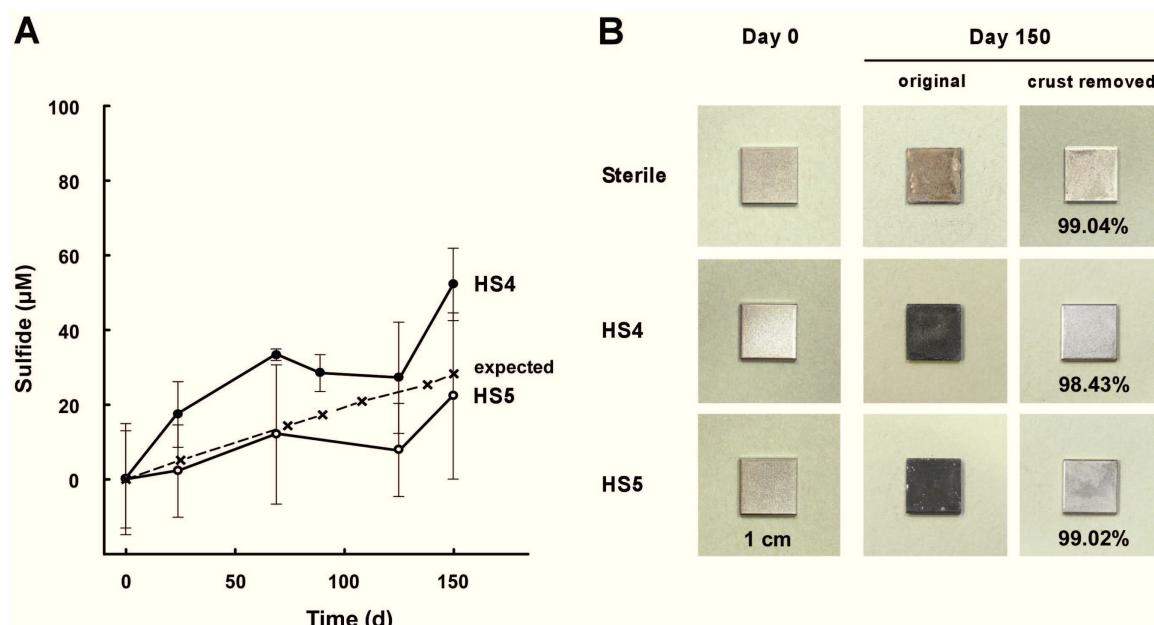 A
100
80
60
40
20
0
Sulfide (µM)
HS4
expected
HS5
0 50 100 150
Time (d)
B
Day 0 Day 150
original crust removed
Sterile
99.04%
HS4
98.43%
HS5
1 cm 99.02%